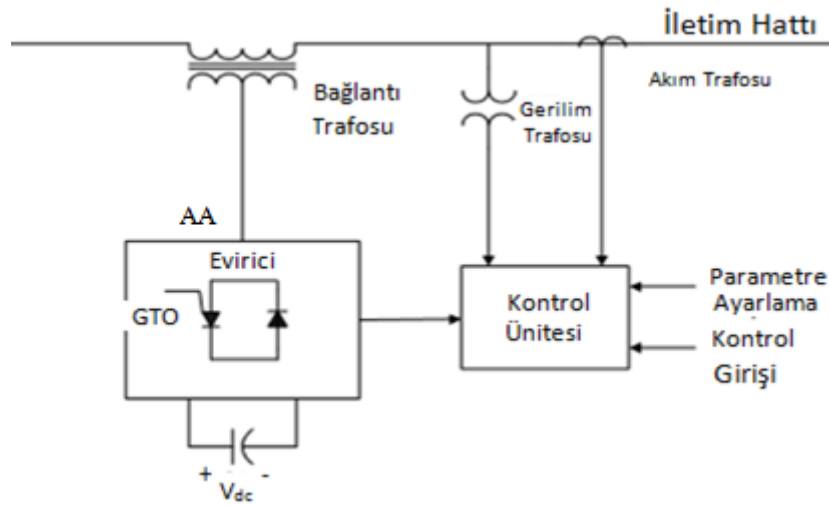 İletim Hattı
Bağlantı
Trafosu
Gerilim
Trafosu
Akım Trafosu
AA
Evirici
GTO
Kontrol
Ünitesi
Parametre
Ayarlama
Kontrol
Girişi
+ -
Vdc